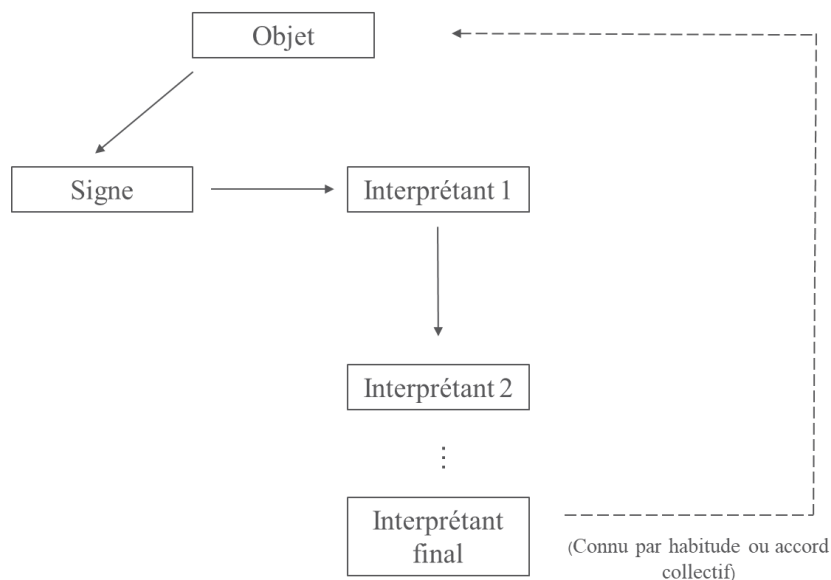 Objet
Signe
Interprétant 1
Interprétant 2
⋮
Interprétant
final
(Connu par habitude ou accord
collectif)